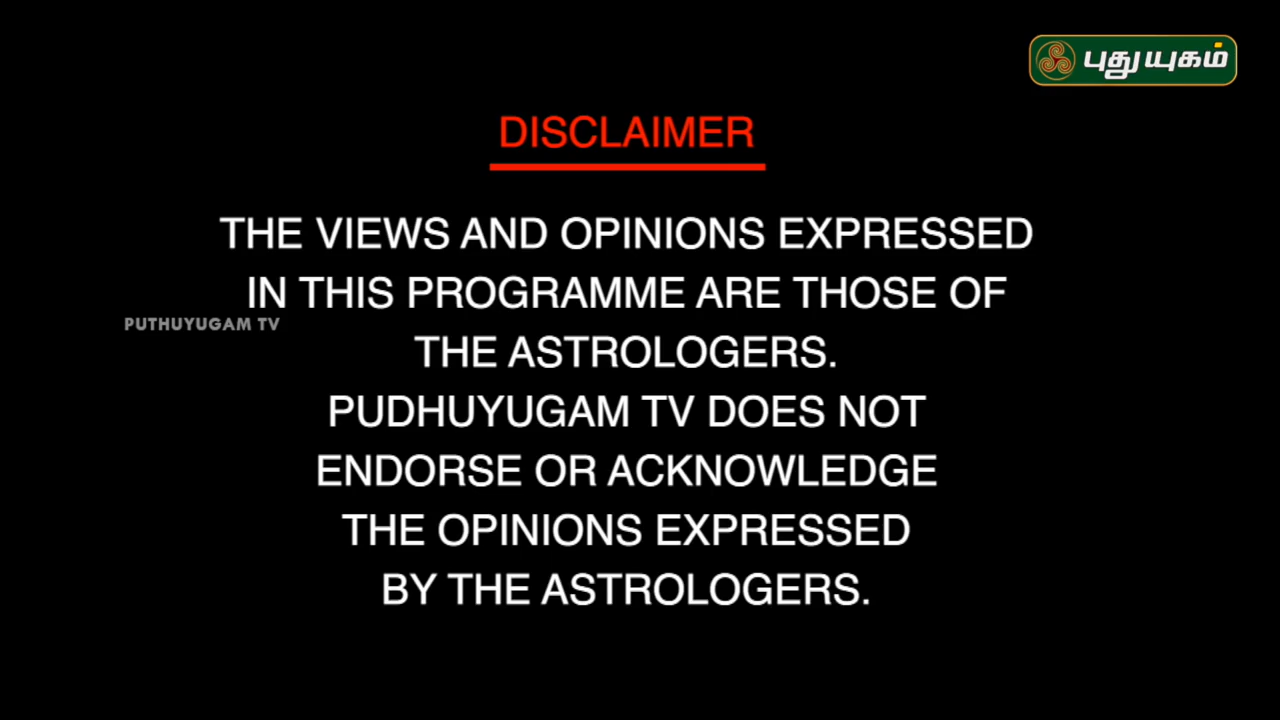 புதுயுகம்
DISCLAIMER
THE VIEWS AND OPINIONS EXPRESSED
IN THIS PROGRAMME ARE THOSE OF
PUTHUYUGAM TV
THE ASTROLOGERS.
PUDHUYUGAM TV DOES NOT
ENDORSE OR ACKNOWLEDGE
THE OPINIONS EXPRESSED
BY THE ASTROLOGERS.